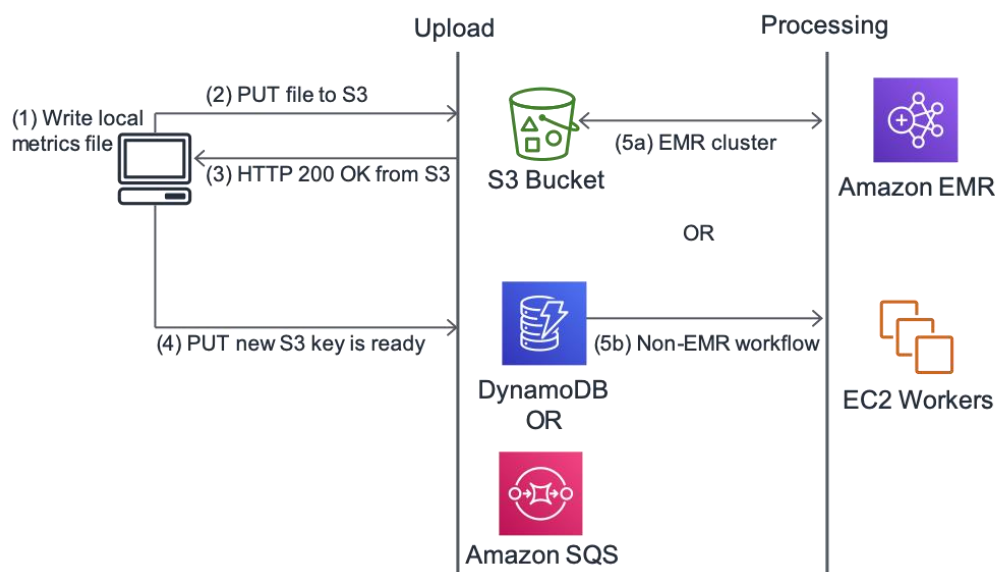 Upload
Processing
(2) PUT file to S3
(1) Write local
metrics file
(5a) EMR cluster
(3) HTTP 200 OK from S3
S3 Bucket
Amazon EMR
OR
(4) PUT new S3 key is ready
(5b) Non-EMR workflow
DynamoDB
OR
EC2 Workers
Amazon SQS